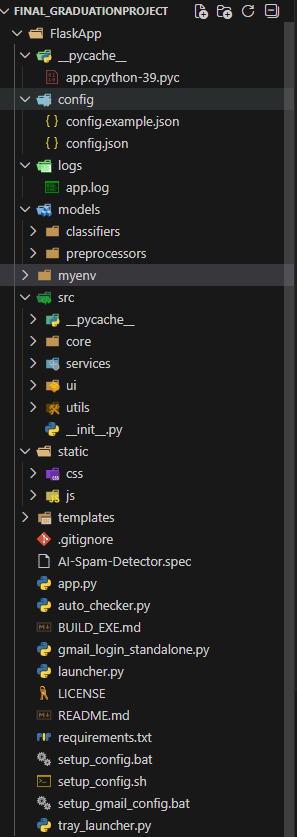 FINAL_GRADUATIONPROJECT
FlaskApp
__pycache__
app.cpython-39.pyc
config
config.example.json
config.json
logs
app.log
models
classifiers
preprocessors
myenv
src
__pycache__
core
services
ui
utils
__init__.py
static
css
js
templates
.gitignore
AI-Spam-Detector.spec
app.py
auto_checker.py
BUILD_EXE.md
gmail_login_standalone.py
launcher.py
LICENSE
README.md
requirements.txt
setup_config.bat
setup_config.sh
setup_gmail_config.bat
tray_launcher.py